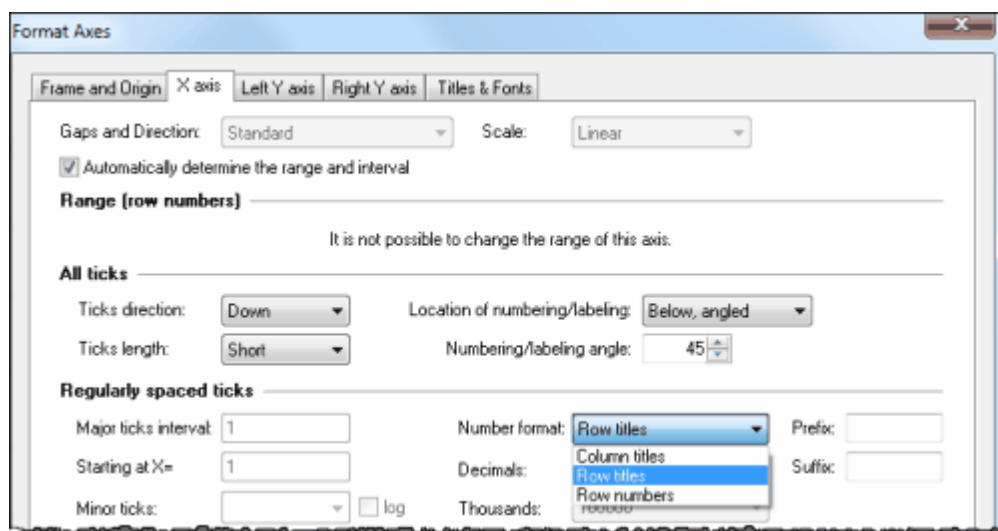 Format Axes
x
Frame and Origin X axis Left Y axis Right Y axis Titles & Fonts
Gaps and Direction: Standard Scale: Linear
Automatically determine the range and interval
Range (row numbers)
It is not possible to change the range of this axis.
All ticks
Ticks direction: Down Location of numbering/labeling: Below, angled
Ticks length: Short Numbering/labeling angle: 45
Regularly spaced ticks
Major ticks interval: 1 Number format: Row titles Prefix:
Column titles
Starting at X= 1 Decimals: Row titles Suffix:
Row numbers
Minor ticks: log Thousands: 100000